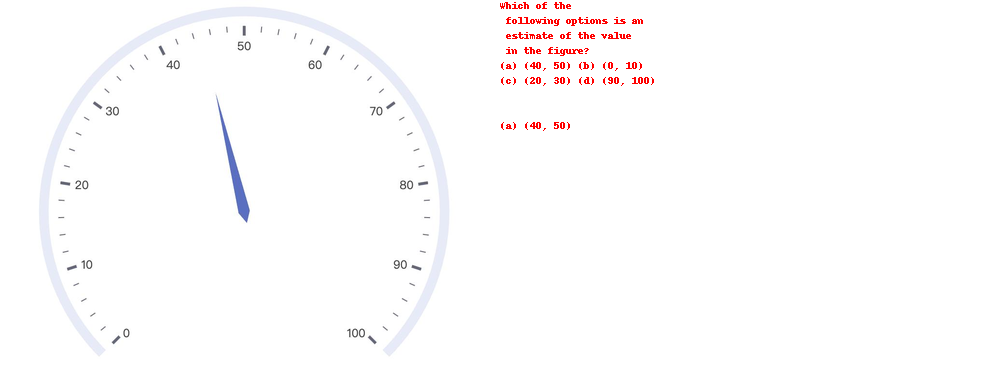 Which of the
following options is an
estimate of the value
in the figure?
(a) (40, 50) (b) (0, 10)
(c) (20, 30) (d) (90, 100)
(a) (40, 50)
50
40
60
30
70
20
80
10
90
0
100